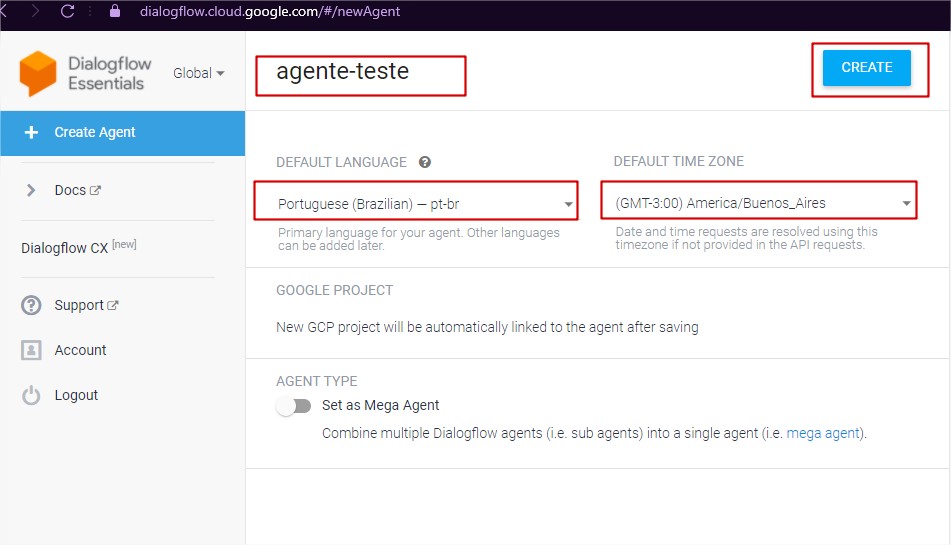 dialogflow.cloud.google.com/#/newAgent
Dialogflow
Essentials
Global
agente-teste
CREATE
Create Agent
Docs
Dialogflow CX [new]
Support
Account
Logout
DEFAULT LANGUAGE
DEFAULT TIME ZONE
Portuguese (Brazilian) — pt-br
(GMT-3:00) America/Buenos_Aires
Primary language for your agent. Other languages
can be added later.
Date and time requests are resolved using this
timezone if not provided in the API requests.
GOOGLE PROJECT
New GCP project will be automatically linked to the agent after saving
AGENT TYPE
Set as Mega Agent
Combine multiple Dialogflow agents (i.e. sub agents) into a single agent (i.e. mega agent).